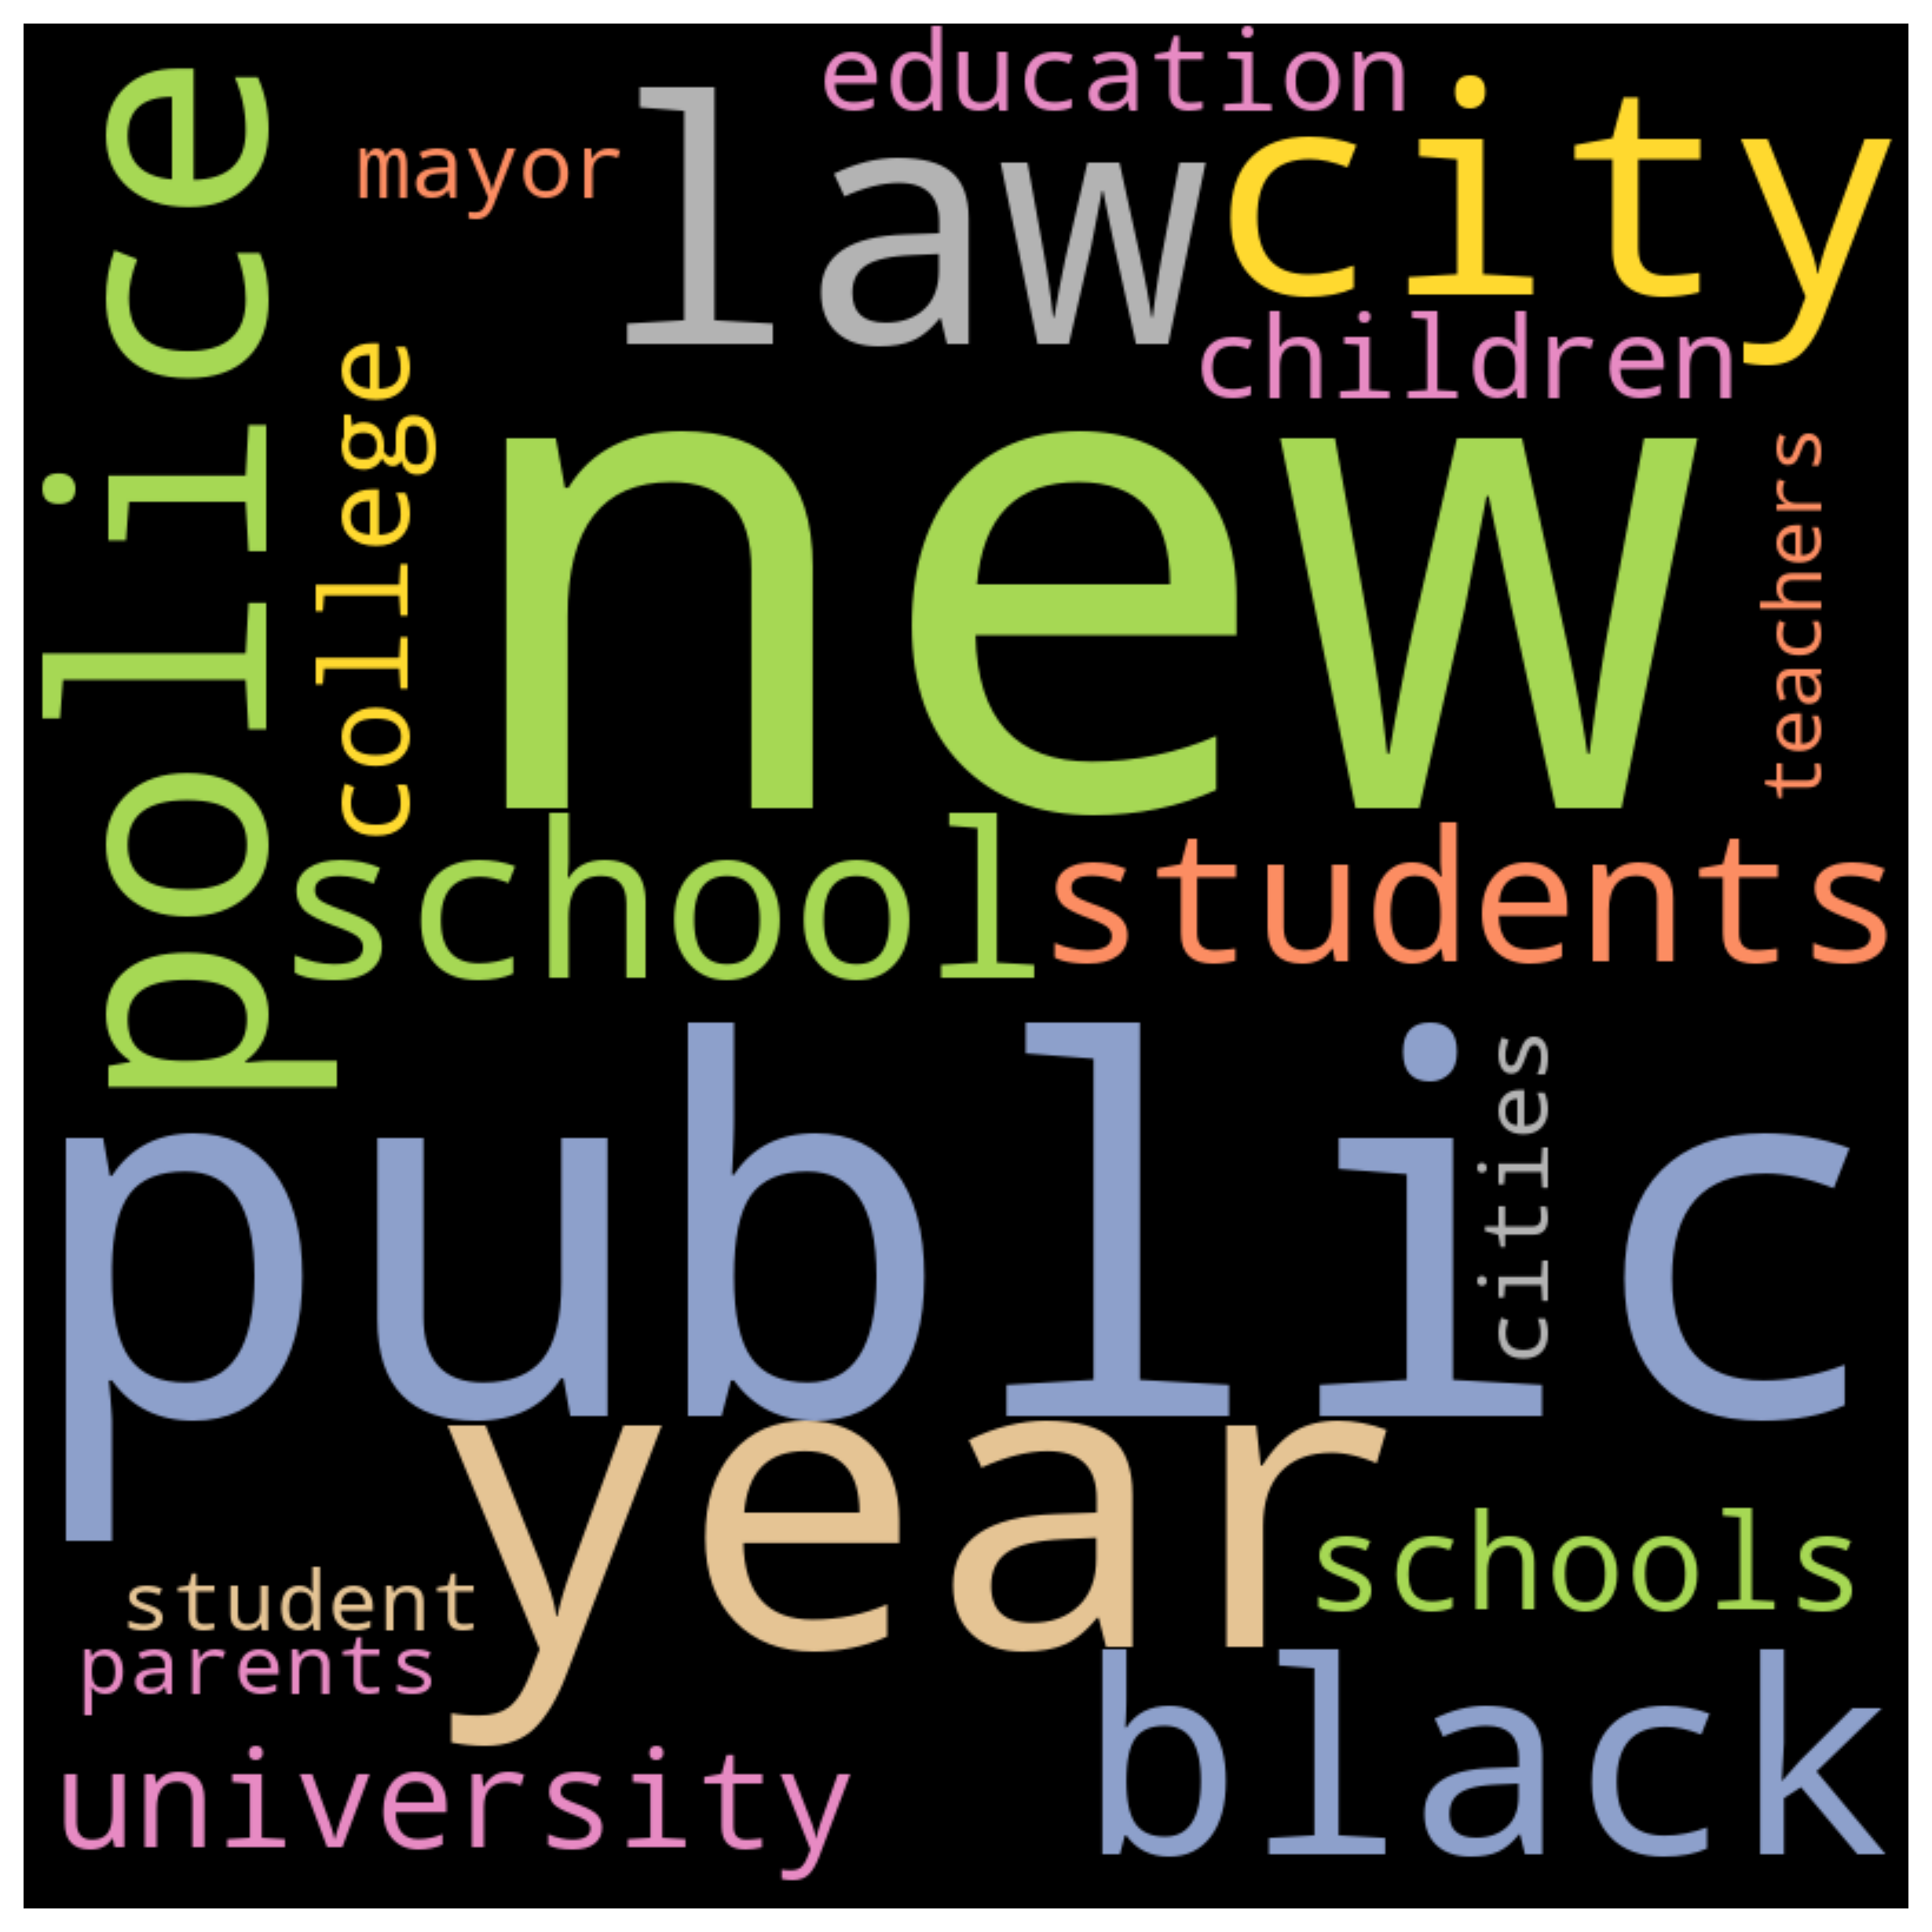 education
mayor
law
city
police
children
college
new
teachers
school
students
public
cities
year
schools
student
parents
black
university